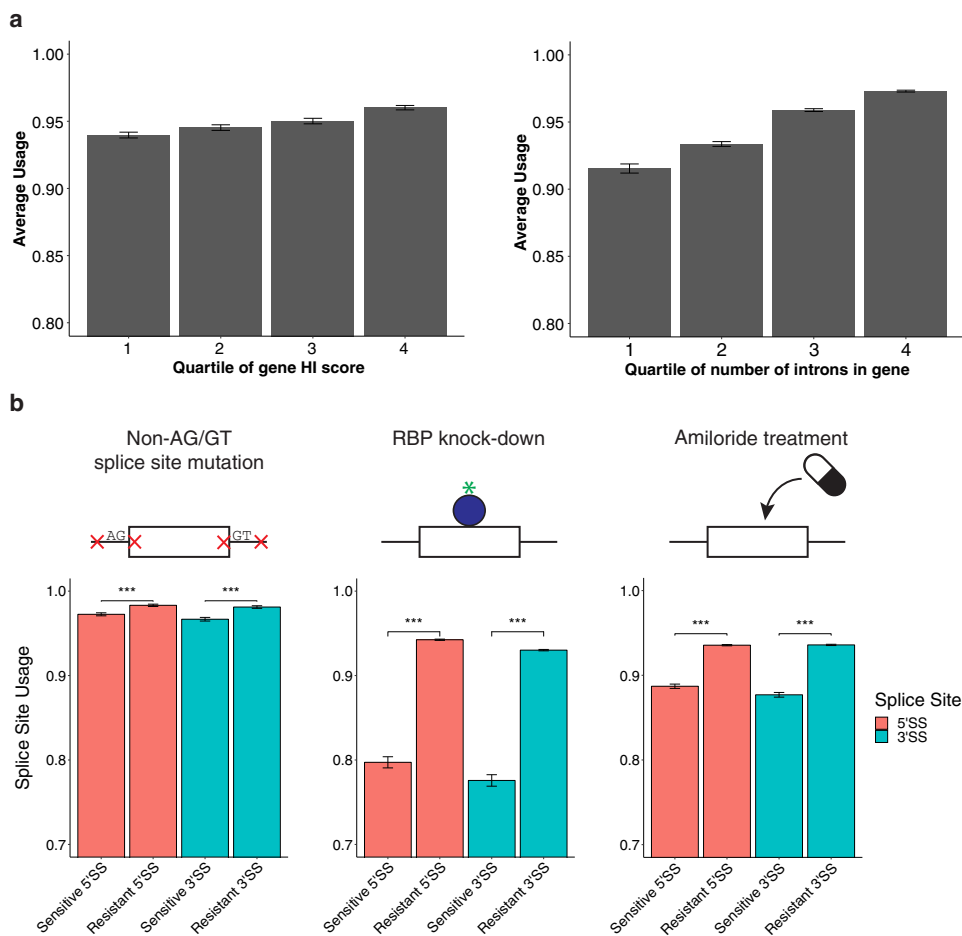 a
1.00
0.95
0.90
0.85
0.80
Average Usage
1 2 3 4
Quartile of gene HI score
1.00
0.95
0.90
0.85
0.80
Average Usage
1 2 3 4
Quartile of number of introns in gene
b
Non-AG/GT
splice site mutation
AG GT
RBP knock-down
*
Amiloride treatment
Splice Site Usage
1.0
0.9
0.8
0.7
*** ***
Sensitive 5'SS
Resistant 5'SS
Sensitive 3'SS
Resistant 3'SS
1.0
0.9
0.8
0.7
*** ***
Sensitive 5'SS
Resistant 5'SS
Sensitive 3'SS
Resistant 3'SS
1.0
0.9
0.8
0.7
*** ***
Sensitive 5'SS
Resistant 5'SS
Sensitive 3'SS
Resistant 3'SS
Splice Site
5'SS
3'SS